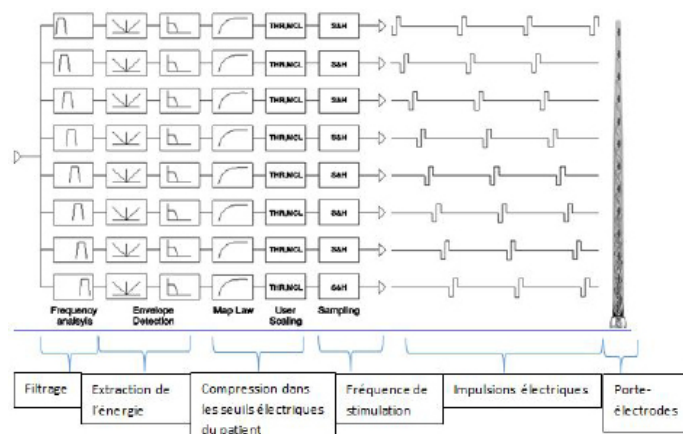 THR,MCL S&H
THR,MCL S&H
THR,MCL S&H
THR,MCL S&H
THR,MCL S&H
THR,MCL S&H
THR,MCL S&H
THR,MCL S&H
Frequency Envelope Map Law User Sampling
analsyis Detection Scaling
Filtrage
Extraction de
l'énergie
Compression dans
les seuils électriques
du patient
Fréquence de
stimulation
Impulsions électriques
Porte-
électrodes